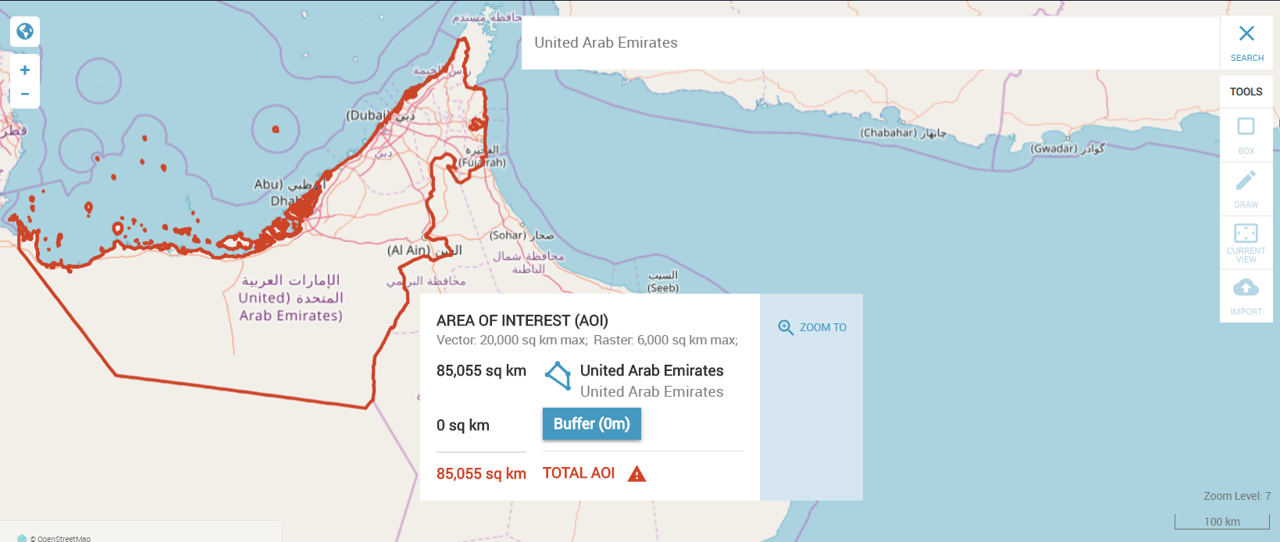 محافظة مسندم
United Arab Emirates
SEARCH
+
−
TOOLS
BOX
DRAW
CURRENT
VIEW
IMPORT
رأس الخيمة
(Dubai) دبي
دبي
قطر
الفجيرة
(Fujairah)
(Chabahar) چابهار
(Gwadar) گوادر
Abu) أبوظبي
Dhabi
(Al Ain) العين
(Sohar) صحار
محافظة شمال
الباطنة
محافظة البريمي
السيب
(Seeb)
الإمارات العربية
United) المتحدة
Arab Emirates)
AREA OF INTEREST (AOI)
Vector: 20,000 sq km max; Raster: 6,000 sq km max;
85,055 sq km
United Arab Emirates
United Arab Emirates
0 sq km
Buffer (0m)
85,055 sq km
TOTAL AOI
ZOOM TO
Zoom Level: 7
100 km
© OpenStreetMap